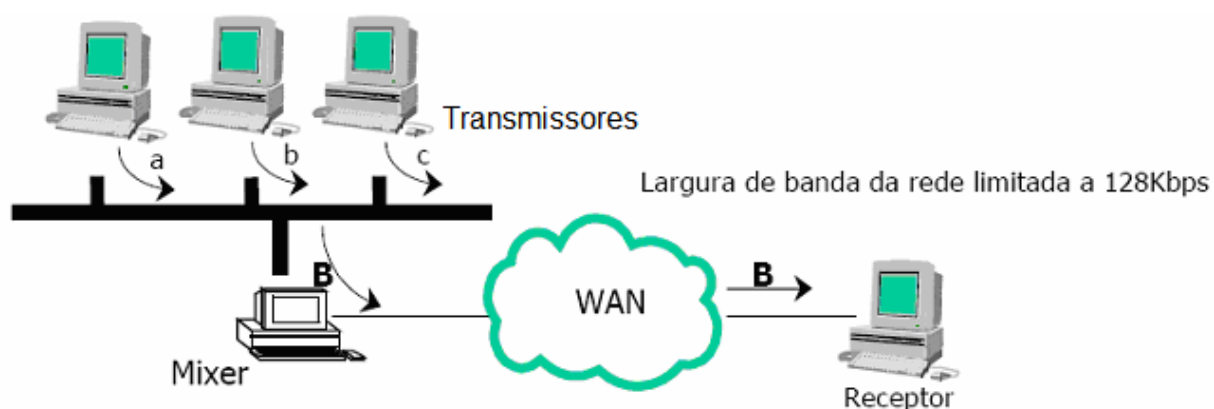 a
b
c
Transmissores
Largura de banda da rede limitada a 128Kbps
B
WAN
B
Mixer
Receptor